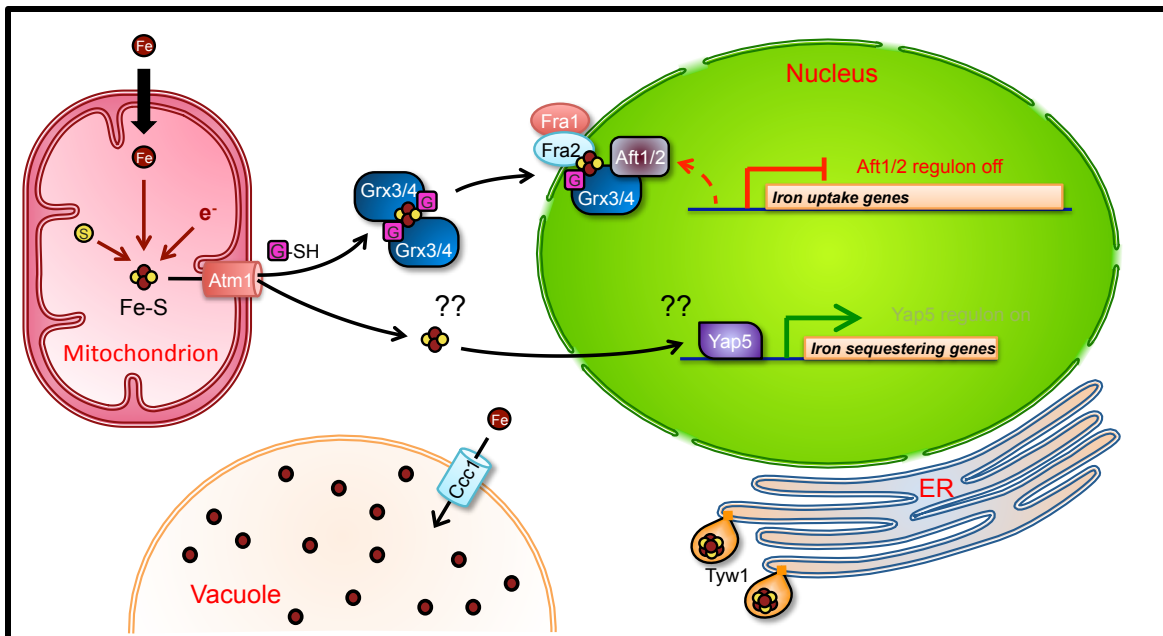 Fe
Fe
S
e-
Fe-S
Mitochondrion
Atm1
G-SH
Grx3/4
G
G
Grx3/4
??
Nucleus
Fra1
Fra2
Aft1/2
G
Grx3/4
Aft1/2 regulon off
Iron uptake genes
??
Yap5
Yap5 regulon on
Iron sequestering genes
Fe
Ccc1
Vacuole
ER
Tyw1